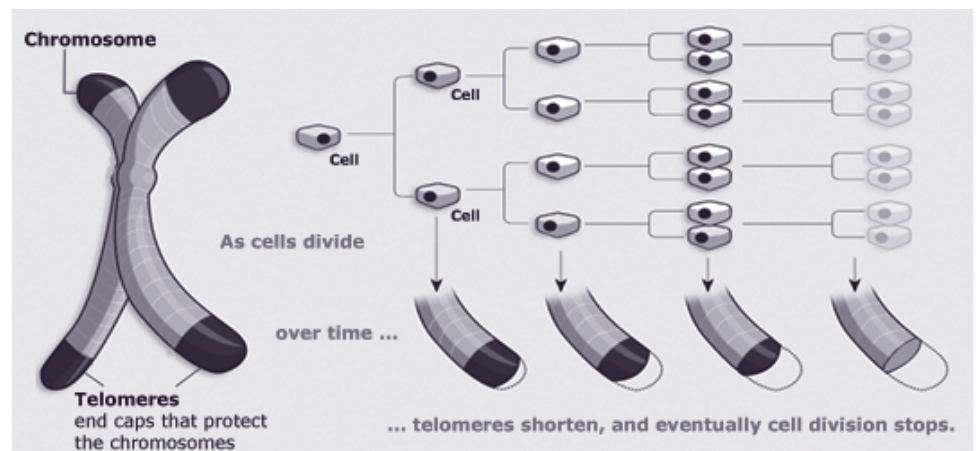 Chromosome
Cell
Cell
Cell
As cells divide
over time ...
Telomeres
end caps that protect
the chromosomes
... telomeres shorten, and eventually cell division stops.